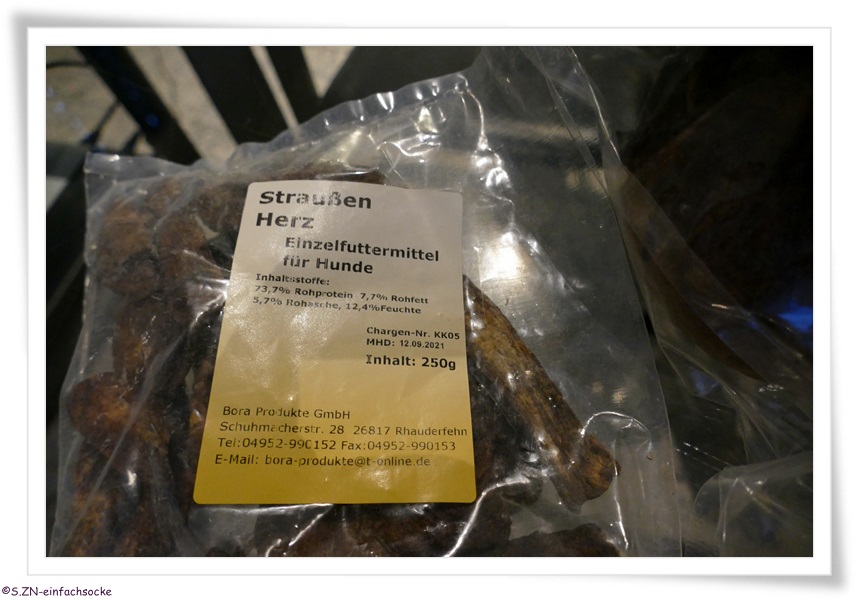 Straußen
Herz
Einzelfuttermittel
für Hunde
Inhaltsstoffe:
73,7% Rohprotein 7,7% Rohfett
5,7% Rohasche, 12,4%Feuchte
Chargen-Nr. KK05
MHD: 12.09.2021
Inhalt: 250g
Bora Produkte GmbH
Schuhmacherstr. 28 26817 Rhauderfehn
Tel:04952-990152 Fax:04952-990153
E-Mail: bora-produkte@t-online.de
©S.ZN-einfachsocke